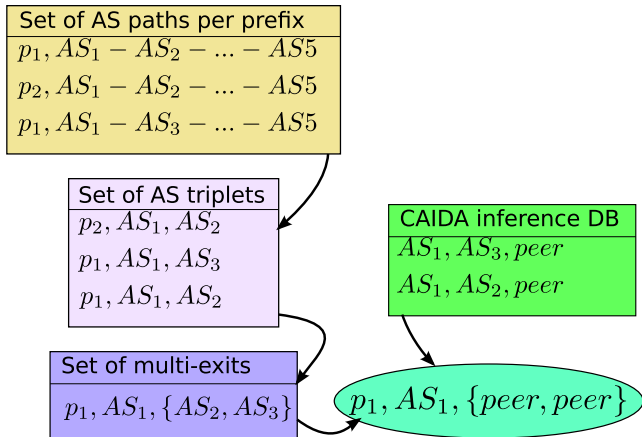 Set of AS paths per prefix
p₁, AS₁ − AS₂ − ... − AS5
p₂, AS₁ − AS₂ − ... − AS5
p₁, AS₁ − AS₃ − ... − AS5
Set of AS triplets
p₂, AS₁, AS₂
p₁, AS₁, AS₃
p₁, AS₁, AS₂
CAIDA inference DB
AS₁, AS₃, peer
AS₁, AS₂, peer
Set of multi-exits
p₁, AS₁, {AS₂, AS₃}
p₁, AS₁, {peer, peer}